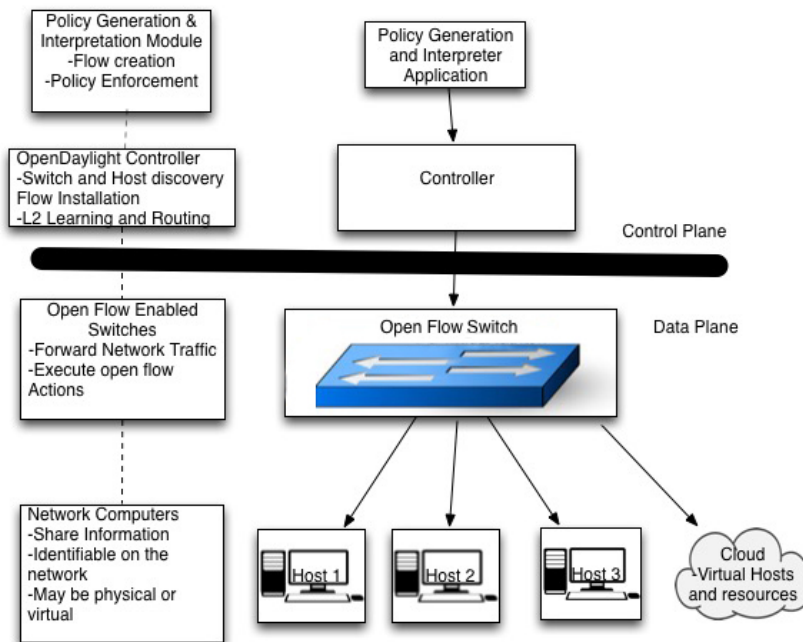 Policy Generation &
Interpretation Module
-Flow creation
-Policy Enforcement
Policy Generation
and Interpreter
Application
OpenDaylight Controller
-Switch and Host discovery
Flow Installation
-L2 Learning and Routing
Controller
Control Plane
Open Flow Enabled
Switches
-Forward Network Traffic
-Execute open flow
Actions
Open Flow Switch
Data Plane
Network Computers
-Share Information
-Identifiable on the
network
-May be physical or
virtual
Host 1
Host 2
Host 3
Cloud
-Virtual Hosts
and resources